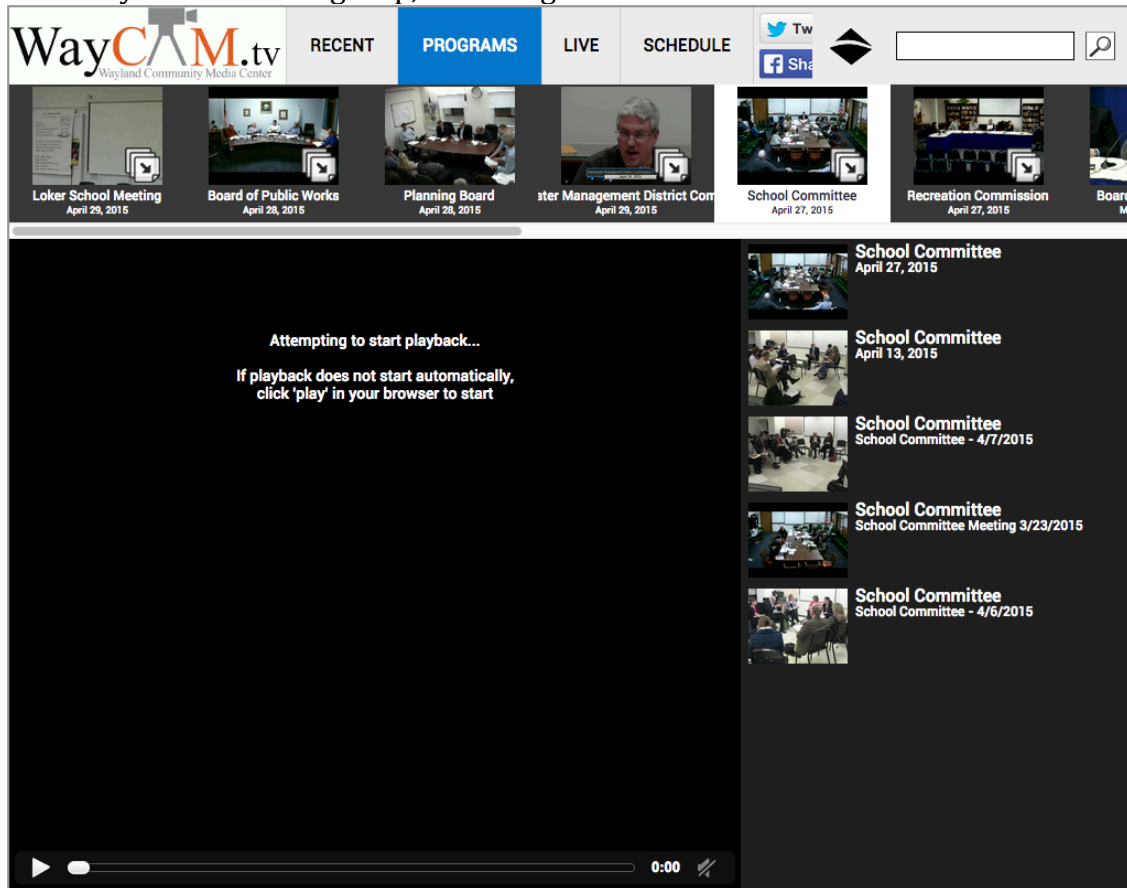 WayCAM.tv
Wayland Community Media Center
RECENT
PROGRAMS
LIVE
SCHEDULE
Tw
Sha
Loker School Meeting
April 29, 2015
Board of Public Works
April 28, 2015
Planning Board
April 28, 2015
ater Management District Com
April 29, 2015
School Committee
April 27, 2015
Recreation Commission
April 27, 2015
Board
M
School Committee
April 27, 2015
School Committee
April 13, 2015
School Committee
School Committee - 4/7/2015
School Committee
School Committee Meeting 3/23/2015
School Committee
School Committee - 4/6/2015
Attempting to start playback...
If playback does not start automatically,
click 'play' in your browser to start
0:00